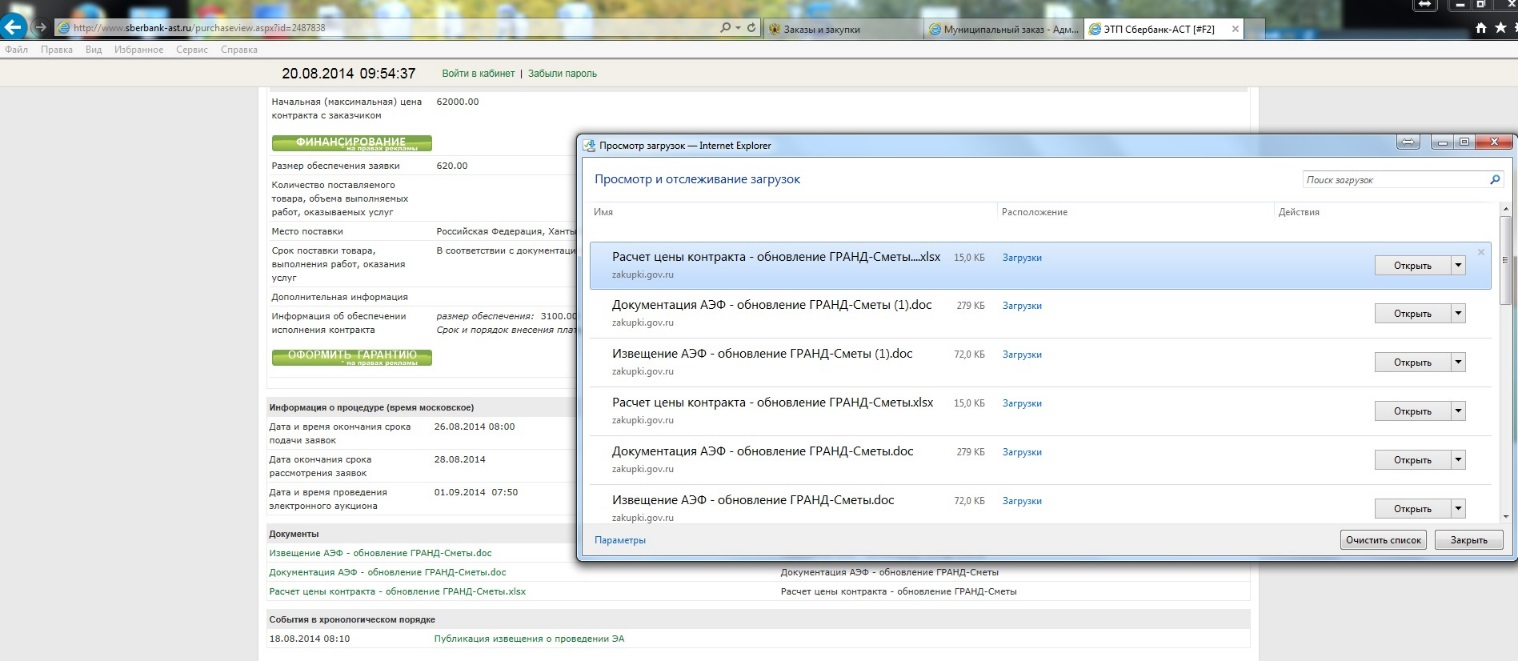 http://www.sberbank-ast.ru/purchaseview.aspx?id=2487838
Заказы и закупки
Муниципальный заказ - Адм...
ЭТП Сбербанк-АСТ [#F2]
Файл Правка Вид Избранное Сервис Справка
20.08.2014 09:54:37 Войти в кабинет | Забыли пароль
Начальная (максимальная) цена 62000.00
контракта с заказчиком
ФИНАНСИРОВАНИЕ
* на правах рекламы
Размер обеспечения заявки 620.00
Количество поставляемого
товара, объема выполняемых
работ, оказываемых услуг
Место поставки Российская Федерация, Ханты
Срок поставки товара, В соответствии с документаци
выполнения работ, оказания
услуг
Дополнительная информация
Информация об обеспечении размер обеспечения: 3100.00
исполнения контракта Срок и порядок внесения плат
ОФОРМИТЬ ГАРАНТИЮ
* на правах рекламы
Информация о процедуре (время московское)
Дата и время окончания срока 26.08.2014 08:00
подачи заявок
Дата окончания срока 28.08.2014
рассмотрения заявок
Дата и время проведения 01.09.2014 07:50
электронного аукциона
Документы
Извещение АЭФ - обновление ГРАНД-Сметы.doc
Документация АЭФ - обновление ГРАНД-Сметы.doc Документация АЭФ - обновление ГРАНД-Сметы
Расчет цены контракта - обновление ГРАНД-Сметы.xlsx Расчет цены контракта - обновление ГРАНД-Сметы
События в хронологическом порядке
18.08.2014 08:10 Публикация извещения о проведении ЭА
Просмотр загрузок — Internet Explorer
Просмотр и отслеживание загрузок Поиск загрузок
Имя Расположение Действия
Расчет цены контракта - обновление ГРАНД-Сметы....xlsx 15,0 КБ Загрузки Открыть
zakupki.gov.ru
Документация АЭФ - обновление ГРАНД-Сметы (1).doc 279 КБ Загрузки Открыть
zakupki.gov.ru
Извещение АЭФ - обновление ГРАНД-Сметы (1).doc 72,0 КБ Загрузки Открыть
zakupki.gov.ru
Расчет цены контракта - обновление ГРАНД-Сметы.xlsx 15,0 КБ Загрузки Открыть
zakupki.gov.ru
Документация АЭФ - обновление ГРАНД-Сметы.doc 279 КБ Загрузки Открыть
zakupki.gov.ru
Извещение АЭФ - обновление ГРАНД-Сметы.doc 72,0 КБ Загрузки Открыть
zakupki.gov.ru
Параметры Очистить список Закрыть